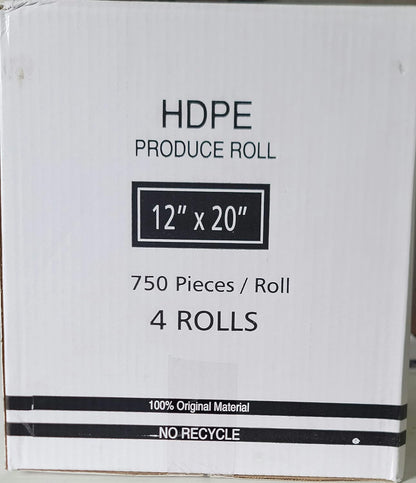 HDPE
PRODUCE ROLL
12” x 20”
750 Pieces / Roll
4 ROLLS
100% Original Material
NO RECYCLE